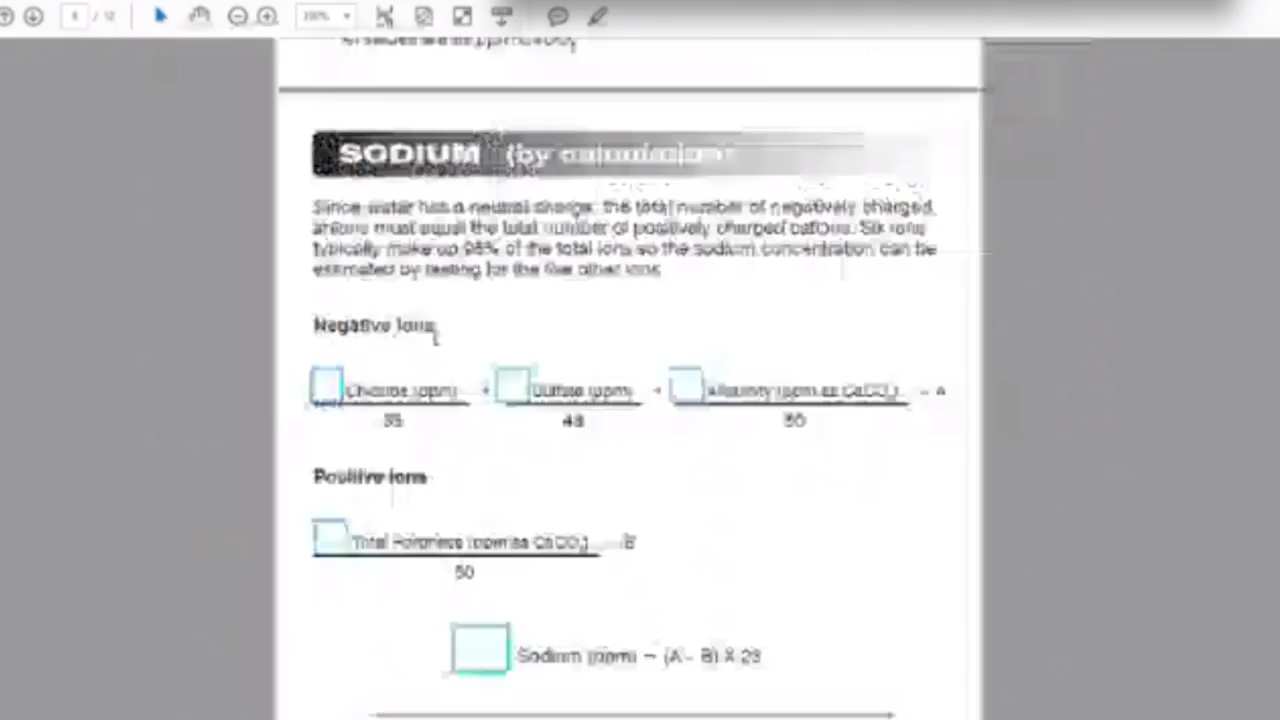 200%
SODIUM (by calculation)
Since water has a neutral charge, the total number of negatively charged
anions must equal the total number of positively charged cations. Six ions
typically make up 98% of the total ions so the sodium concentration can be
estimated by testing for the five other ions.
Negative Ions
Chloride (ppm) + Sulfate (ppm) + Alkalinity (ppm as CaCO₃) = A
35 48 50
Positive Ions
Total Hardness (ppm as CaCO₃) = B
50
Sodium (ppm) = (A - B) X 23